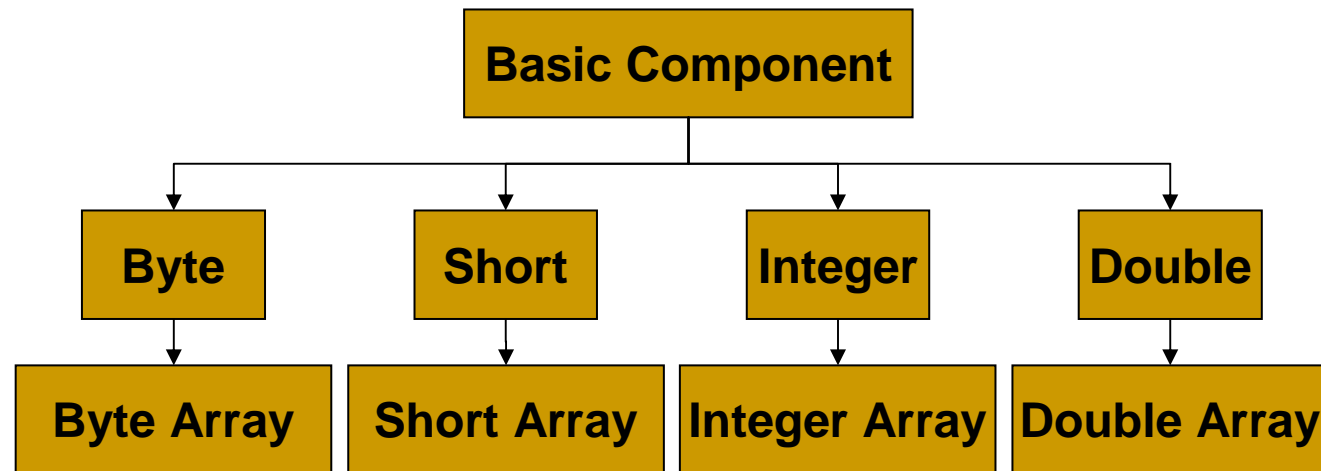 Basic Component
Byte
Short
Integer
Double
Byte Array
Short Array
Integer Array
Double Array